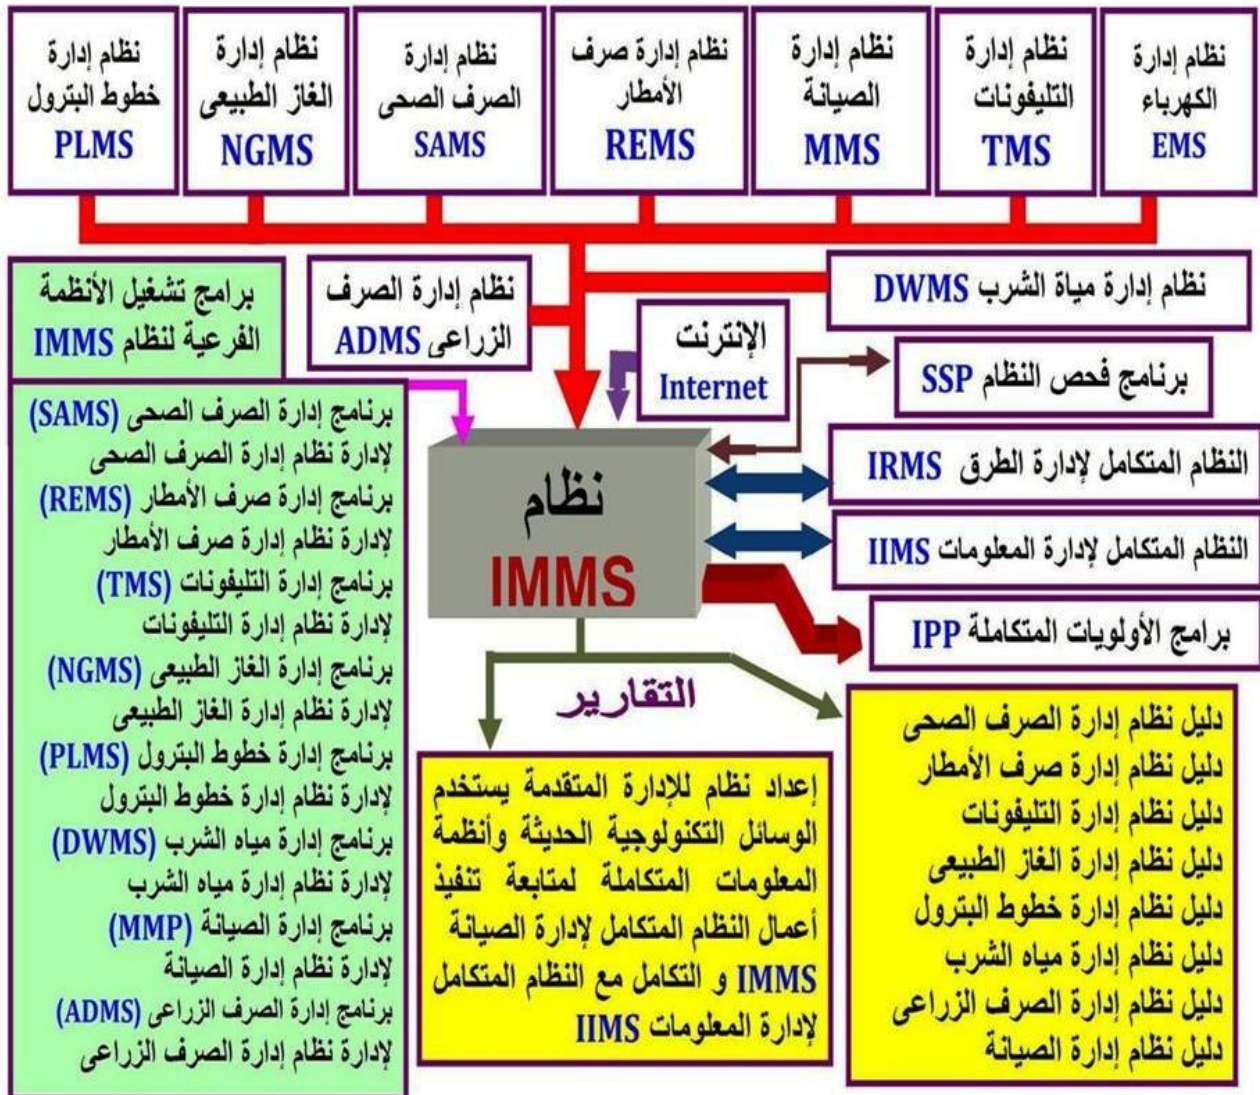 نظام إدارة
الكهرباء
EMS
نظام إدارة
التليفونات
TMS
نظام إدارة
الصيانة
MMS
نظام إدارة صرف
الأمطار
REMS
نظام إدارة
الصرف الصحى
SAMS
نظام إدارة
الغاز الطبيعى
NGMS
نظام إدارة
خطوط البترول
PLMS
نظام إدارة مياة الشرب DWMS
نظام إدارة الصرف
الزراعى ADMS
برامج تشغيل الأنظمة
الفرعية لنظام IMMS
الإنترنت
Internet
برنامج فحص النظام SSP
النظام المتكامل لإدارة الطرق IRMS
النظام المتكامل لإدارة المعلومات IIMS
برامج الأولويات المتكاملة IPP
نظام
IMMS
برنامج إدارة الصرف الصحى (SAMS)
لإدارة نظام إدارة الصرف الصحى
برنامج إدارة صرف الأمطار (REMS)
لإدارة نظام إدارة صرف الأمطار
برنامج إدارة التليفونات (TMS)
لإدارة نظام إدارة التليفونات
برنامج إدارة الغاز الطبيعى (NGMS)
لإدارة نظام إدارة الغاز الطبيعى
برنامج إدارة خطوط البترول (PLMS)
لإدارة نظام إدارة خطوط البترول
برنامج إدارة مياه الشرب (DWMS)
لإدارة نظام إدارة مياه الشرب
برنامج إدارة الصيانة (MMP)
لإدارة نظام إدارة الصيانة
برنامج إدارة الصرف الزراعى (ADMS)
لإدارة نظام إدارة الصرف الزراعى
التقارير
دليل نظام إدارة الصرف الصحى
دليل نظام إدارة صرف الأمطار
دليل نظام إدارة التليفونات
دليل نظام إدارة الغاز الطبيعى
دليل نظام إدارة خطوط البترول
دليل نظام إدارة مياه الشرب
دليل نظام إدارة الصرف الزراعى
دليل نظام إدارة الصيانة
إعداد نظام للإدارة المتقدمة يستخدم
الوسائل التكنولوجية الحديثة وأنظمة
المعلومات المتكاملة لمتابعة تنفيذ
أعمال النظام المتكامل لإدارة الصيانة
IMMS و التكامل مع النظام المتكامل
لإدارة المعلومات IIMS